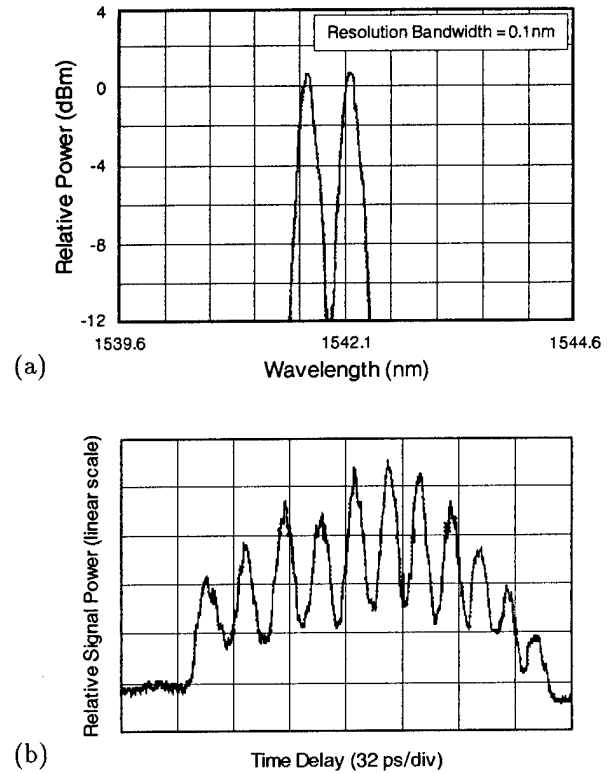 4
0
-4
-8
-12
Relative Power (dBm)
Resolution Bandwidth = 0.1nm
1539.6
1542.1
1544.6
Wavelength (nm)
(a)
Relative Signal Power (linear scale)
Time Delay (32 ps/div)
(b)